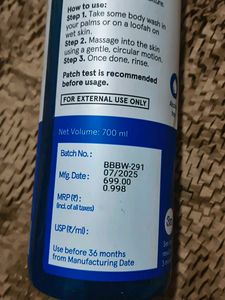 How to use?
Step 1. Take some body wash in
your palms or on a loofah on
wet skin.
Step 2. Massage into the skin
using a gentle, circular motion.
Step 3. Once done, rinse.
Patch test is recommended
before usage.
FOR EXTERNAL USE ONLY
Net Volume: 700 ml
Batch No.: BBBW-291
Mfg. Date: 07/2025
MRP (₹): 699.00
(Incl. of all taxes)
USP (₹/ml): 0.998
Use before 36 months
from Manufacturing Date